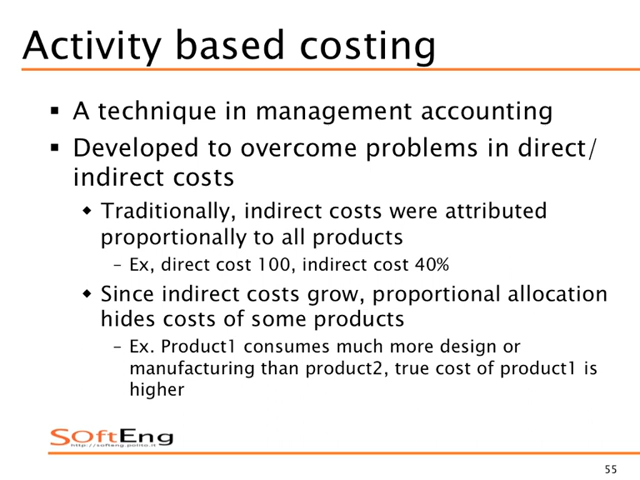 Activity based costing
▪ A technique in management accounting
▪ Developed to overcome problems in direct/
indirect costs
◆ Traditionally, indirect costs were attributed
proportionally to all products
– Ex, direct cost 100, indirect cost 40%
◆ Since indirect costs grow, proportional allocation
hides costs of some products
– Ex. Product1 consumes much more design or
manufacturing than product2, true cost of product1 is
higher
SOftEng
http://softeng.polito.it
55